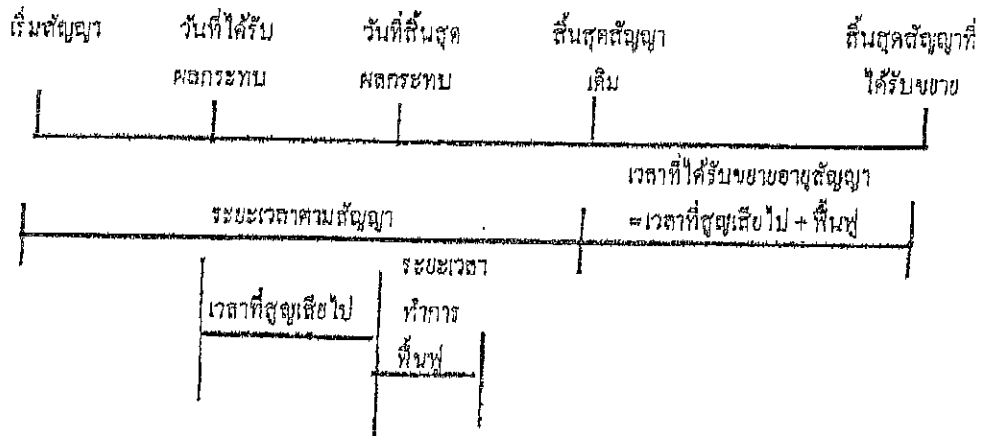 เริ่มสัญญา
วันที่ได้รับ
ผลกระทบ
วันที่สิ้นสุด
ผลกระทบ
สิ้นสุดสัญญา
เดิม
สิ้นสุดสัญญาที่
ได้รับขยาย
เวลาที่ได้รับขยายอายุสัญญา
=เวลาที่สูญเสียไป + ฟื้นฟู
ระยะเวลาตามสัญญา
เวลาที่สูญเสียไป
ระยะเวลา
ทำการ
ฟื้นฟู